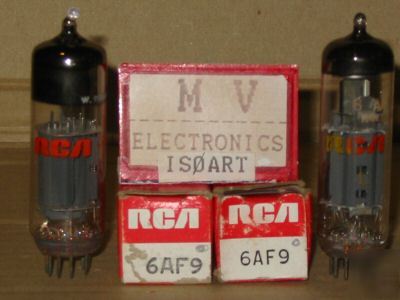 W.
M V
ELECTRONICS
ISØART
RCA
RCA
RCA
RCA
6AF9
6AF9